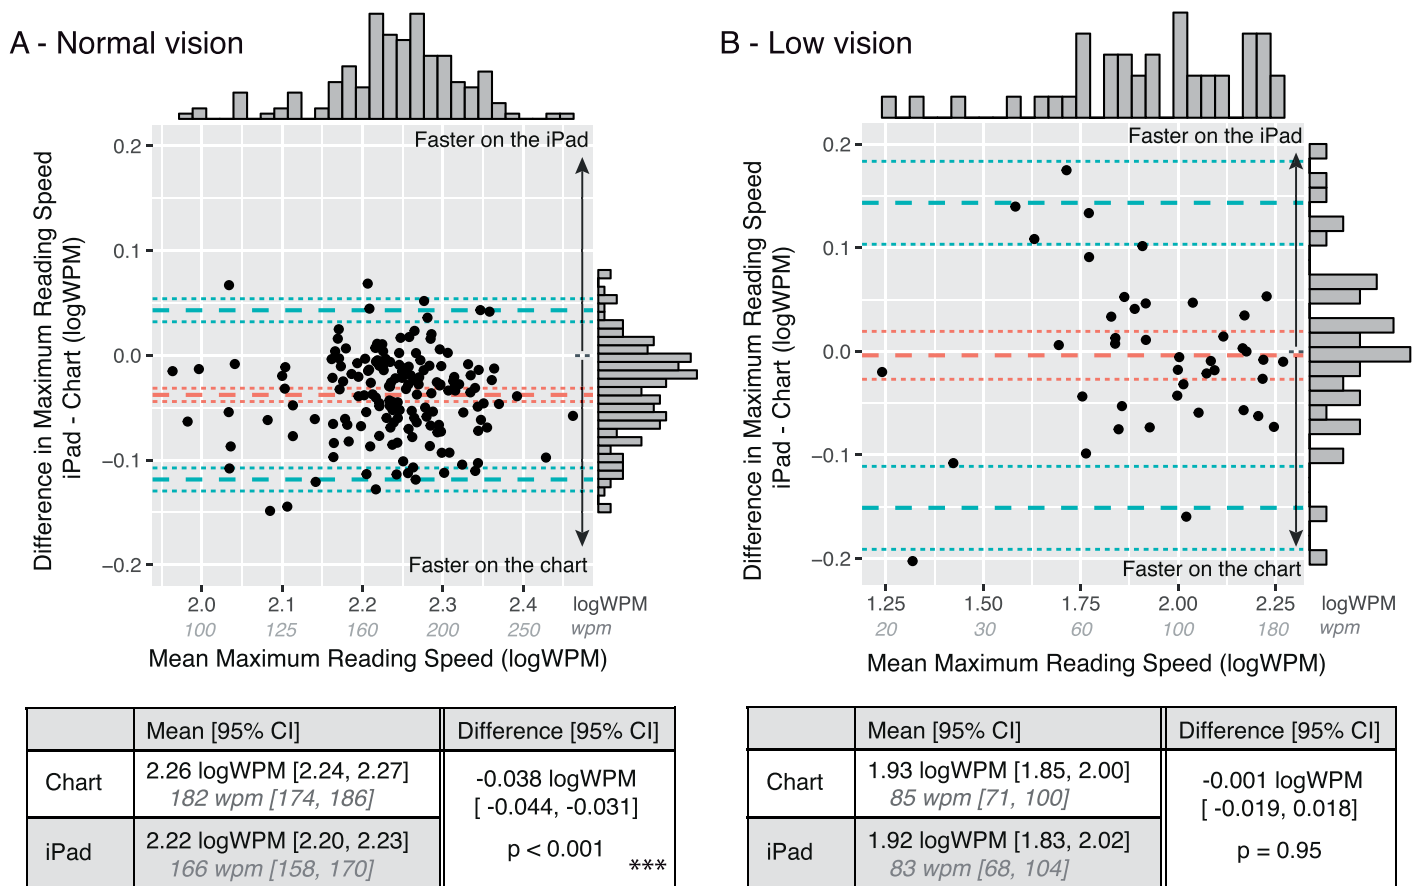 A - Normal vision
Faster on the iPad
0.2
0.1
0.0
−0.1
−0.2
Difference in Maximum Reading Speed
iPad - Chart (logWPM)
Faster on the chart
2.0 2.1 2.2 2.3 2.4 logWPM
100 125 160 200 250 wpm
Mean Maximum Reading Speed (logWPM)
Mean [95% CI] Difference [95% CI]
Chart 2.26 logWPM [2.24, 2.27]
182 wpm [174, 186]
iPad 2.22 logWPM [2.20, 2.23]
166 wpm [158, 170]
-0.038 logWPM
[ -0.044, -0.031]
p < 0.001
***
B - Low vision
Faster on the iPad
0.2
0.1
0.0
−0.1
−0.2
Difference in Maximum Reading Speed
iPad - Chart (logWPM)
Faster on the chart
1.25 1.50 1.75 2.00 2.25 logWPM
20 30 60 100 180 wpm
Mean Maximum Reading Speed (logWPM)
Mean [95% CI] Difference [95% CI]
Chart 1.93 logWPM [1.85, 2.00]
85 wpm [71, 100]
iPad 1.92 logWPM [1.83, 2.02]
83 wpm [68, 104]
-0.001 logWPM
[ -0.019, 0.018]
p = 0.95